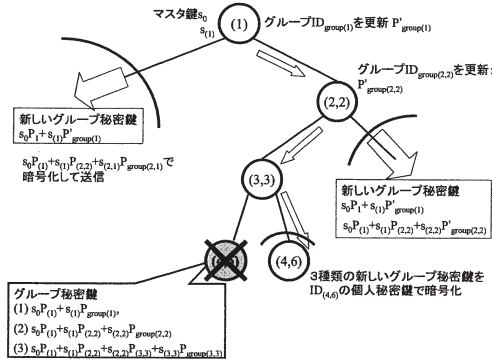 マスタ鍵s0
s(1)
(1)
グループIDgroup(1)を更新 P'group(1)
グループIDgroup(2,2)を更新
P'group(2,2)
(2,2)
新しいグループ秘密鍵
s0P1+s(1)P'group(1)
s0P(1)+s(1)P(2,2)+s(2,1)Pgroup(2,1)で
暗号化して送信
(3,3)
新しいグループ秘密鍵
s0P1+s(1)P'group(1)
s0P(1)+s(1)P(2,2)+s(2,2)P'group(2,2)
(4,6)
3種類の新しいグループ秘密鍵を
ID(4,6)の個人秘密鍵で暗号化
グループ秘密鍵
(1) s0P(1)+s(1)Pgroup(1),
(2) s0P(1)+s(1)P(2,2)+s(2,2)Pgroup(2,2)
(3) s0P(1)+s(1)P(2,2)+s(2,2)P(3,3)+s(3,3)Pgroup(3,3)